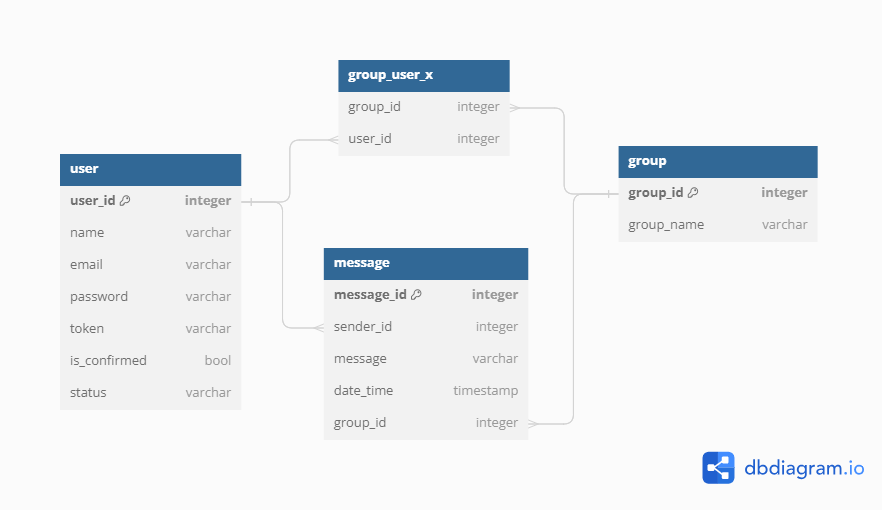 group_user_x
group_id integer
user_id integer
user
user_id integer
name varchar
email varchar
password varchar
token varchar
is_confirmed bool
status varchar
message
message_id integer
sender_id integer
message varchar
date_time timestamp
group_id integer
group
group_id integer
group_name varchar
dbdiagram.io